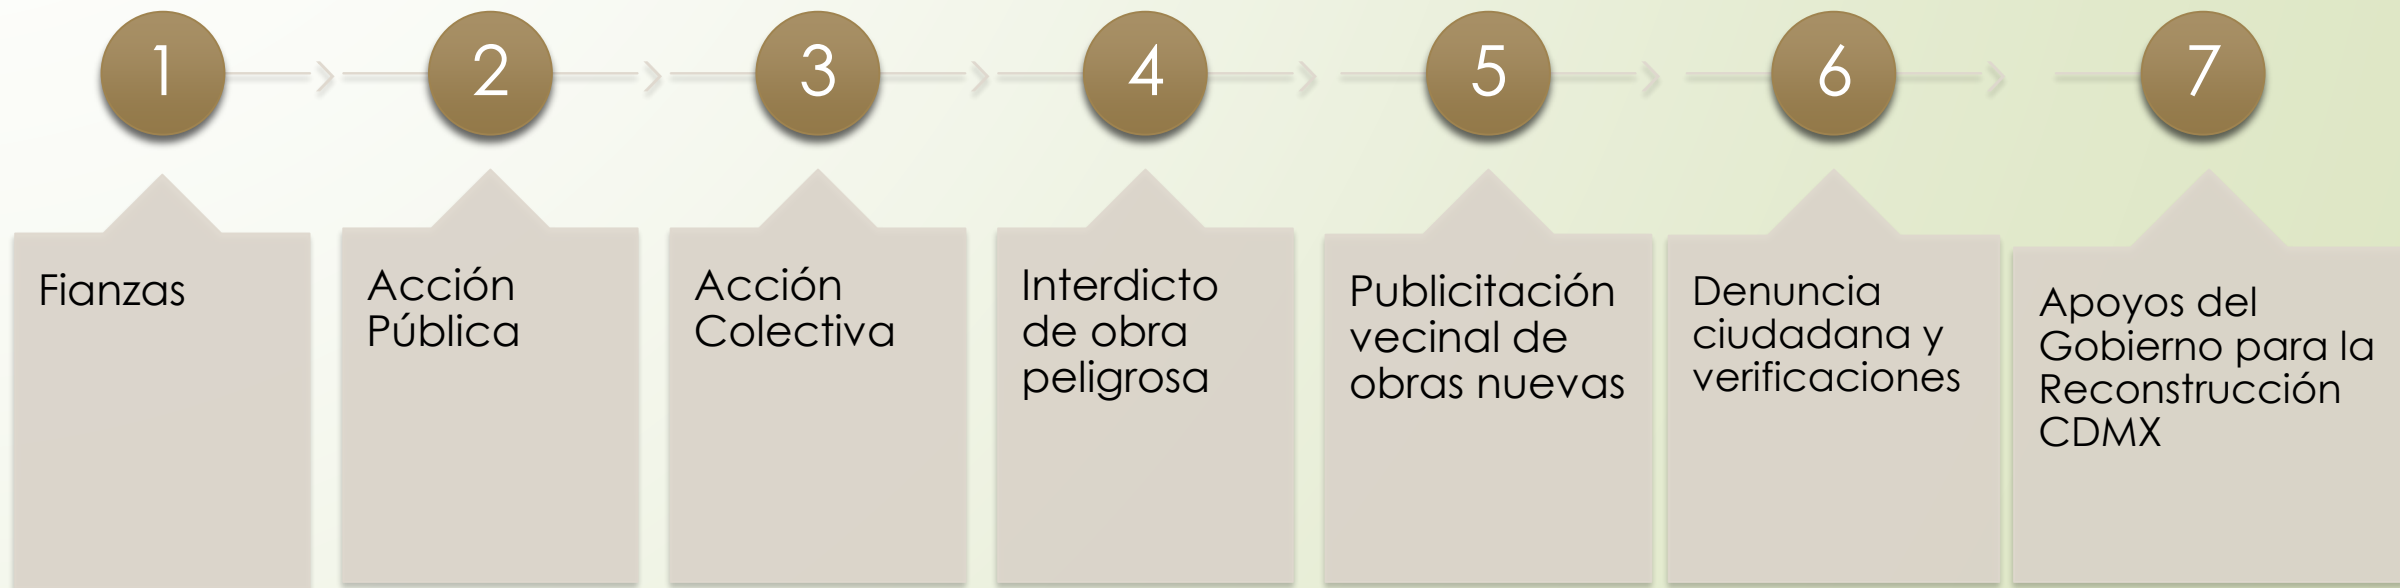 1
2
3
4
5
6
7
Fianzas
Acción
Pública
Acción
Colectiva
Interdicto
de obra
peligrosa
Publicitación
vecinal de
obras nuevas
Denuncia
ciudadana y
verificaciones
Apoyos del
Gobierno para la
Reconstrucción
CDMX